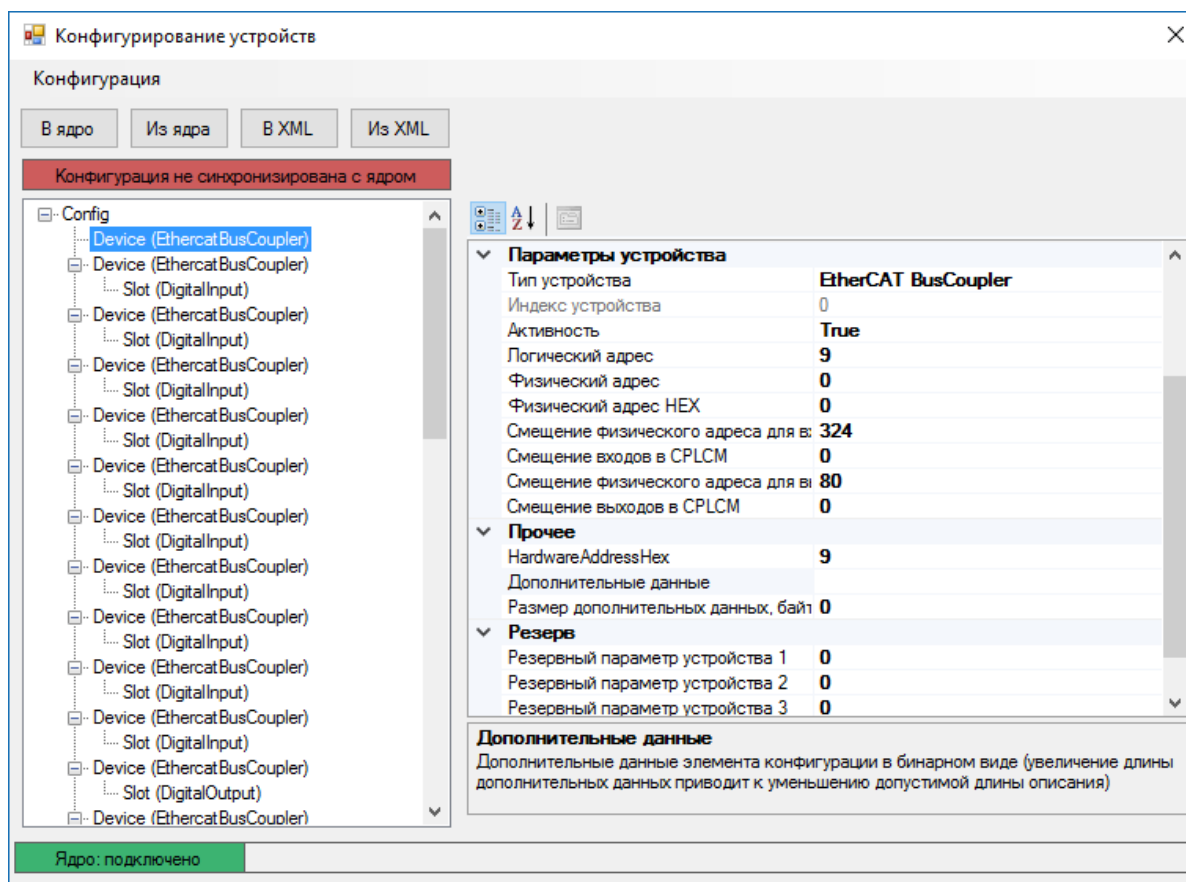 Конфигурирование устройств
Конфигурация
В ядро Из ядра В XML Из XML
Конфигурация не синхронизирована с ядром
Config
Device (EthercatBusCoupler)
Device (EthercatBusCoupler)
Slot (DigitalInput)
Device (EthercatBusCoupler)
Slot (DigitalInput)
Device (EthercatBusCoupler)
Slot (DigitalInput)
Device (EthercatBusCoupler)
Slot (DigitalInput)
Device (EthercatBusCoupler)
Slot (DigitalInput)
Device (EthercatBusCoupler)
Slot (DigitalInput)
Device (EthercatBusCoupler)
Slot (DigitalInput)
Device (EthercatBusCoupler)
Slot (DigitalInput)
Device (EthercatBusCoupler)
Slot (DigitalInput)
Device (EthercatBusCoupler)
Slot (DigitalInput)
Device (EthercatBusCoupler)
Slot (DigitalOutput)
Device (EthercatBusCoupler)
Параметры устройства
Тип устройства EtherCAT BusCoupler
Индекс устройства 0
Активность True
Логический адрес 9
Физический адрес 0
Физический адрес HEX 0
Смещение физического адреса для в 324
Смещение входов в CPLCM 0
Смещение физического адреса для вы 80
Смещение выходов в CPLCM 0
Прочее
HardwareAddressHex 9
Дополнительные данные
Размер дополнительных данных, байт 0
Резерв
Резервный параметр устройства 1 0
Резервный параметр устройства 2 0
Резервный параметр устройства 3 0
Дополнительные данные
Дополнительные данные элемента конфигурации в бинарном виде (увеличение длины
дополнительных данных приводит к уменьшению допустимой длины описания)
Ядро: подключено